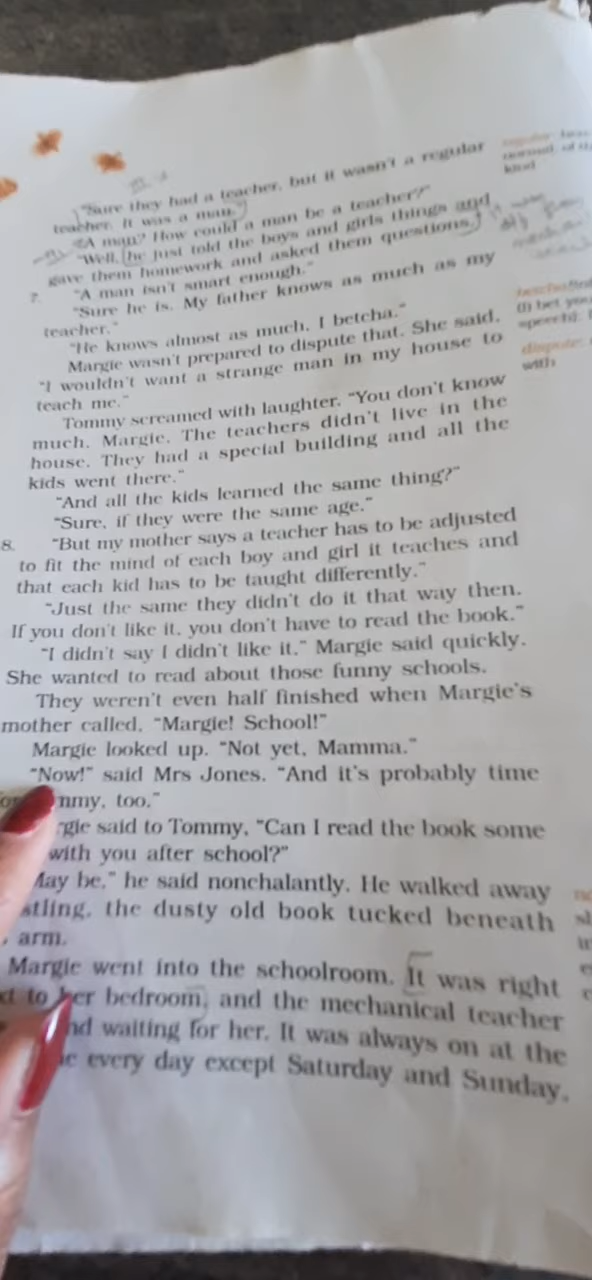 "Sure they had a teacher, but it wasn't a regular
teacher. It was a man."
"A man? How could a man be a teacher?"
"Well, he just told the boys and girls things and
gave them homework and asked them questions."
7. "A man isn't smart enough."
"Sure he is. My father knows as much as my
teacher."
"He knows almost as much, I betcha."
Margie wasn't prepared to dispute that. She said,
"I wouldn't want a strange man in my house to
teach me."
Tommy screamed with laughter. "You don't know
much, Margie. The teachers didn't live in the
house. They had a special building and all the
kids went there."
"And all the kids learned the same thing?"
"Sure, if they were the same age."
8. "But my mother says a teacher has to be adjusted
to fit the mind of each boy and girl it teaches and
that each kid has to be taught differently."
"Just the same they didn't do it that way then.
If you don't like it, you don't have to read the book."
"I didn't say I didn't like it," Margie said quickly.
She wanted to read about those funny schools.
They weren't even half finished when Margie's
mother called, "Margie! School!"
Margie looked up. "Not yet, Mamma."
"Now!" said Mrs Jones. "And it's probably time
mmy, too."
rgie said to Tommy, "Can I read the book some
with you after school?"
May be," he said nonchalantly. He walked away
stling, the dusty old book tucked beneath
arm.
Margie went into the schoolroom. It was right
xt to her bedroom, and the mechanical teacher
nd waiting for her. It was always on at the
e every day except Saturday and Sunday,
dispute:
with